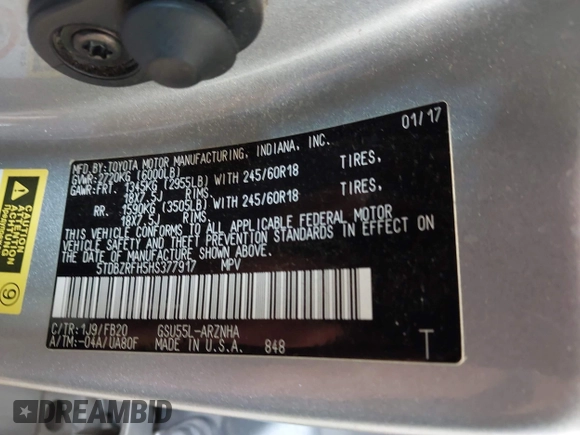 01/17
MFD.BY:TOYOTA MOTOR MANUFACTURING, INDIANA, INC.
GVWR:2720KG (6000LB)
GAWR:FRT. 1345KG (2955LB) WITH 245/60R18 TIRES,
18X7.5J RIMS
RR. 1590KG (3505LB) WITH 245/60R18 TIRES,
18X7.5J RIMS
THIS VEHICLE CONFORMS TO ALL APPLICABLE FEDERAL MOTOR
VEHICLE SAFETY AND THEFT PREVENTION STANDARDS IN EFFECT ON
THE DATE OF MANUFACTURE SHOWN ABOVE.
5TDBZRFH5HS377917 MPV
C/TR:1J9/FB20 GSU55L-ARZNHA
A/TM:-04A/UA80F MADE IN U.S.A. 848
T
CAUTION
ATTENTION
9
DREAMBID